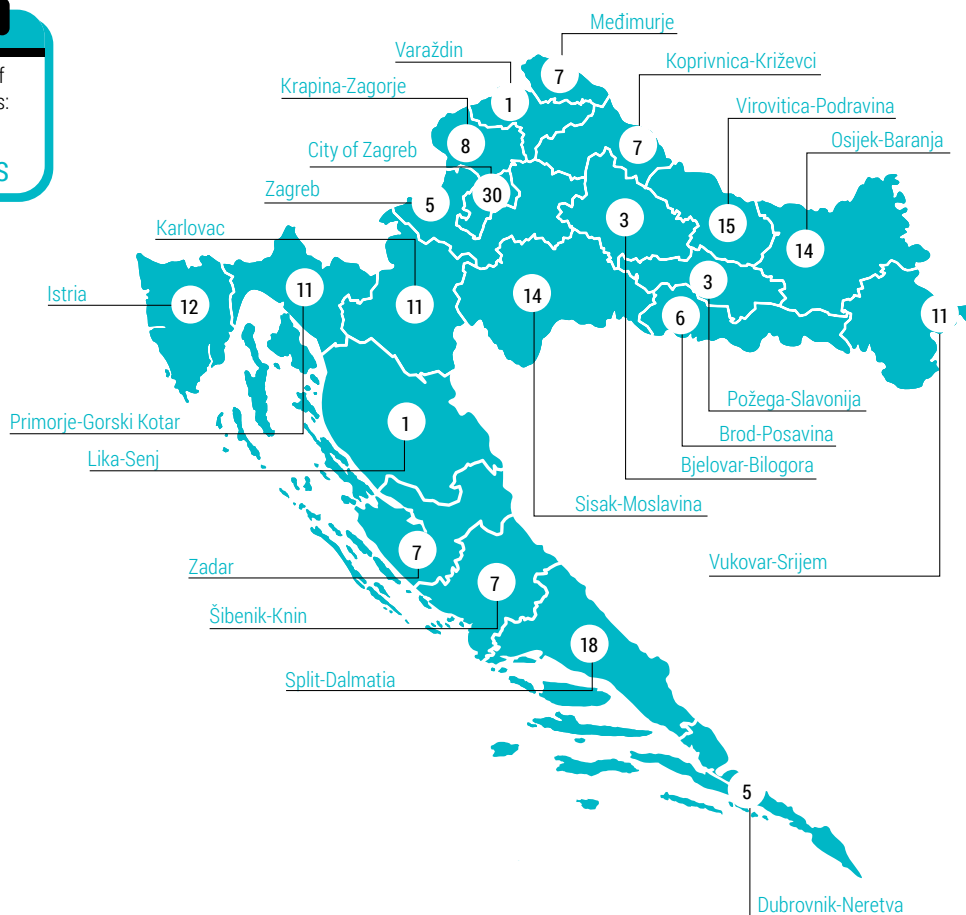 f
s:
S
Međimurje
Varaždin
Koprivnica-Križevci
7
Krapina-Zagorje
1
Virovitica-Podravina
Osijek-Baranja
8
City of Zagreb
7
Zagreb
30
5
3
15
Karlovac
14
Istria
11
12
11
14
3
6
11
Požega-Slavonija
Primorje-Gorski Kotar
1
Brod-Posavina
Lika-Senj
Bjelovar-Bilogora
Sisak-Moslavina
7
Zadar
Vukovar-Srijem
7
Šibenik-Knin
18
Split-Dalmatia
5
Dubrovnik-Neretva